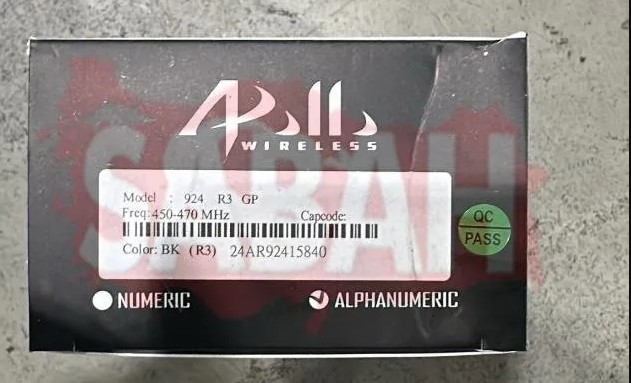 Apollo
WIRELESS
Model : 924 R3 GP
Freq:450-470 MHz Capcode:
Color: BK (R3) 24AR92415840
QC
PASS
NUMERIC ALPHANUMERIC
SABAH